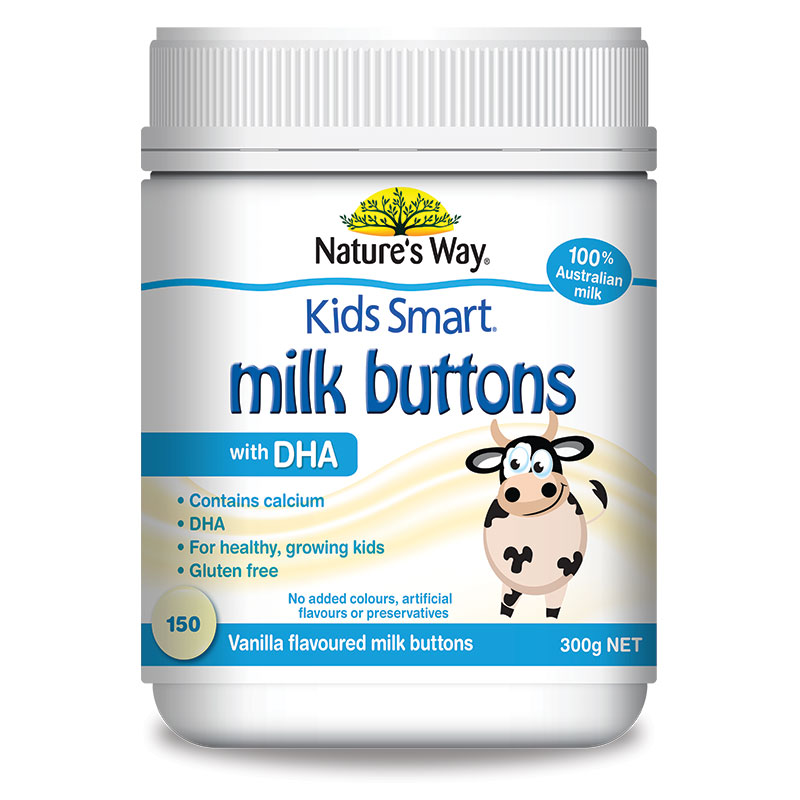 Nature's Way®
100%
Australian
milk
Kids Smart®
milk buttons
with DHA
• Contains calcium
• DHA
• For healthy, growing kids
• Gluten free
No added colours, artificial
flavours or preservatives
150
Vanilla flavoured milk buttons
300g NET